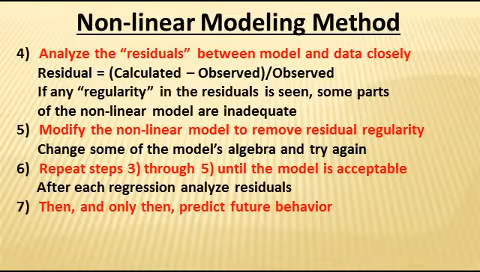 Non-linear Modeling Method
4) Analyze the “residuals” between model and data closely
Residual = (Calculated – Observed)/Observed
If any “regularity” in the residuals is seen, some parts
of the non-linear model are inadequate
5) Modify the non-linear model to remove residual regularity
Change some of the model’s algebra and try again
6) Repeat steps 3) through 5) until the model is acceptable
After each regression analyze residuals
7) Then, and only then, predict future behavior